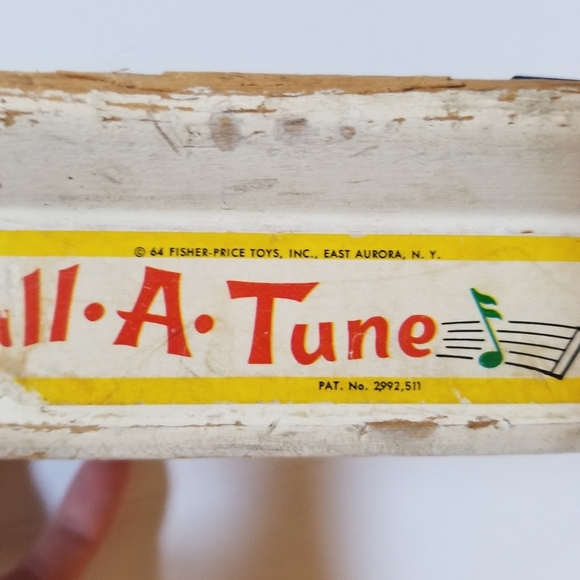 © 64 FISHER-PRICE TOYS, INC., EAST AURORA, N. Y.
ll·A·Tune
PAT. No. 2992,511